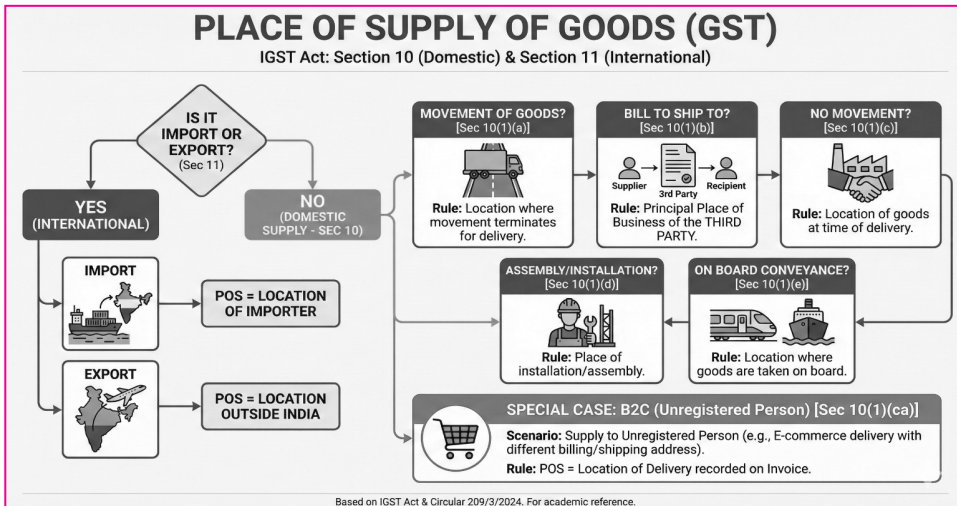 PLACE OF SUPPLY OF GOODS (GST)
IGST Act: Section 10 (Domestic) & Section 11 (International)
IS IT
IMPORT OR
EXPORT?
(Sec 11)
YES
(INTERNATIONAL)
NO
(DOMESTIC
SUPPLY - SEC 10)
IMPORT
POS = LOCATION
OF IMPORTER
EXPORT
POS = LOCATION
OUTSIDE INDIA
MOVEMENT OF GOODS?
[Sec 10(1)(a)]
Rule: Location where
movement terminates
for delivery.
BILL TO SHIP TO?
[Sec 10(1)(b)]
Supplier
3rd Party
Recipient
Rule: Principal Place of
Business of the THIRD
PARTY.
NO MOVEMENT?
[Sec 10(1)(c)]
Rule: Location of goods
at time of delivery.
ASSEMBLY/INSTALLATION?
[Sec 10(1)(d)]
Rule: Place of
installation/assembly.
ON BOARD CONVEYANCE?
[Sec 10(1)(e)]
Rule: Location where
goods are taken on board.
SPECIAL CASE: B2C (Unregistered Person) [Sec 10(1)(ca)]
Scenario: Supply to Unregistered Person (e.g., E-commerce delivery with
different billing/shipping address).
Rule: POS = Location of Delivery recorded on Invoice.
Based on IGST Act & Circular 209/3/2024. For academic reference.